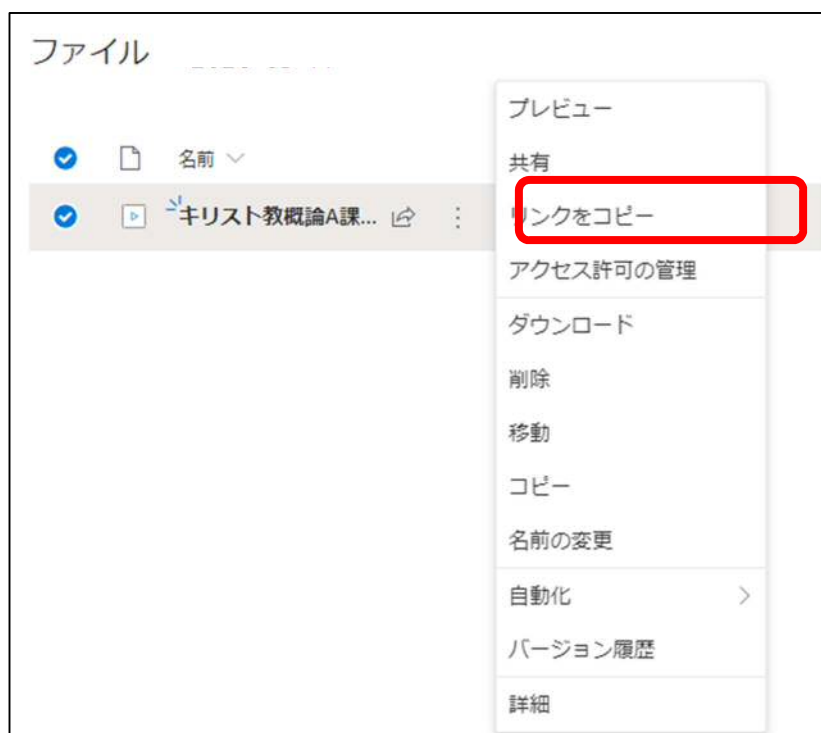 ファイル
プレビュー
名前
共有
キリスト教概論A課...
リンクをコピー
アクセス許可の管理
ダウンロード
削除
移動
コピー
名前の変更
自動化
バージョン履歴
詳細